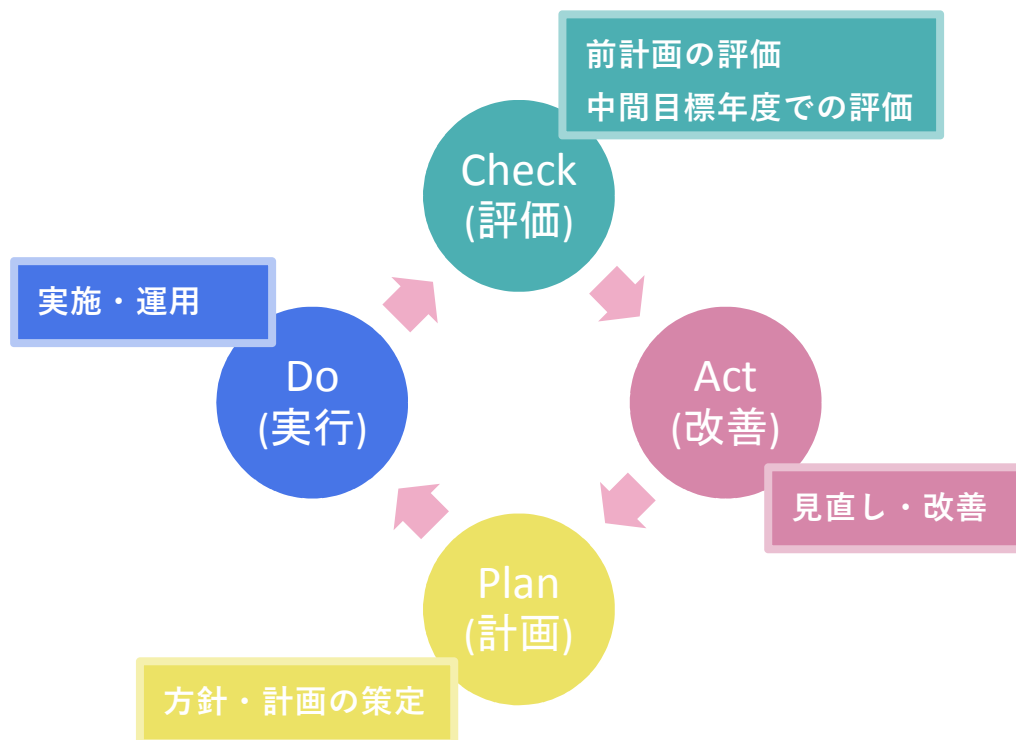 前計画の評価
中間目標年度での評価
Check
(評価)
実施・運用
Do
(実行)
Act
(改善)
見直し・改善
Plan
(計画)
方針・計画の策定